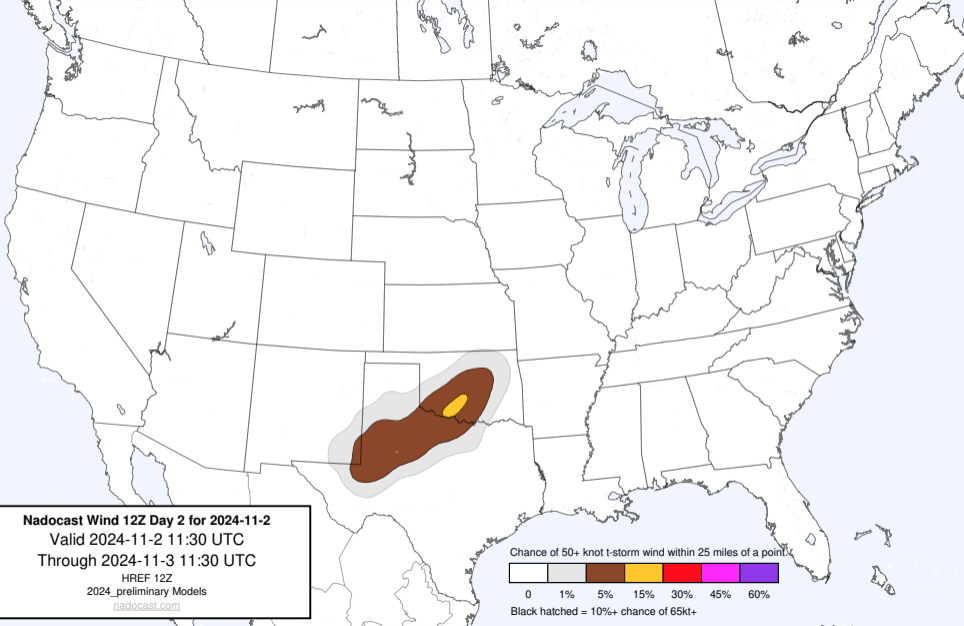 Nadocast Wind 12Z Day 2 for 2024-11-2
Valid 2024-11-2 11:30 UTC
Through 2024-11-3 11:30 UTC
HREF 12Z
2024_preliminary Models
nadocast.com
Chance of 50+ knot t-storm wind within 25 miles of a point.
0 1% 5% 15% 30% 45% 60%
Black hatched = 10%+ chance of 65kt+